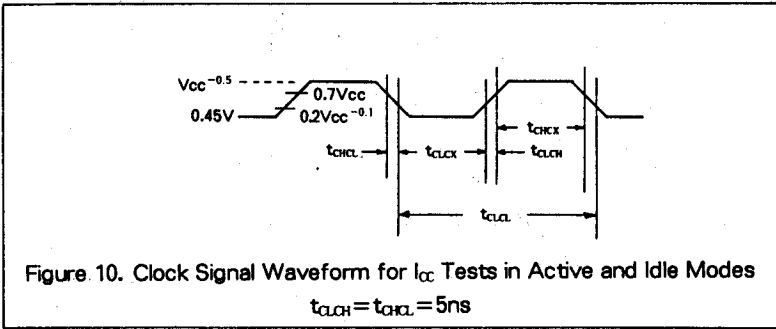 Vcc-0.5
0.7Vcc
0.2Vcc-0.1
0.45V
tCHCX
tCHCL
tCLCX
tCLCH
tCLCL
Figure 10. Clock Signal Waveform for Icc Tests in Active and Idle Modes
tCLCH=tCHCL=5ns